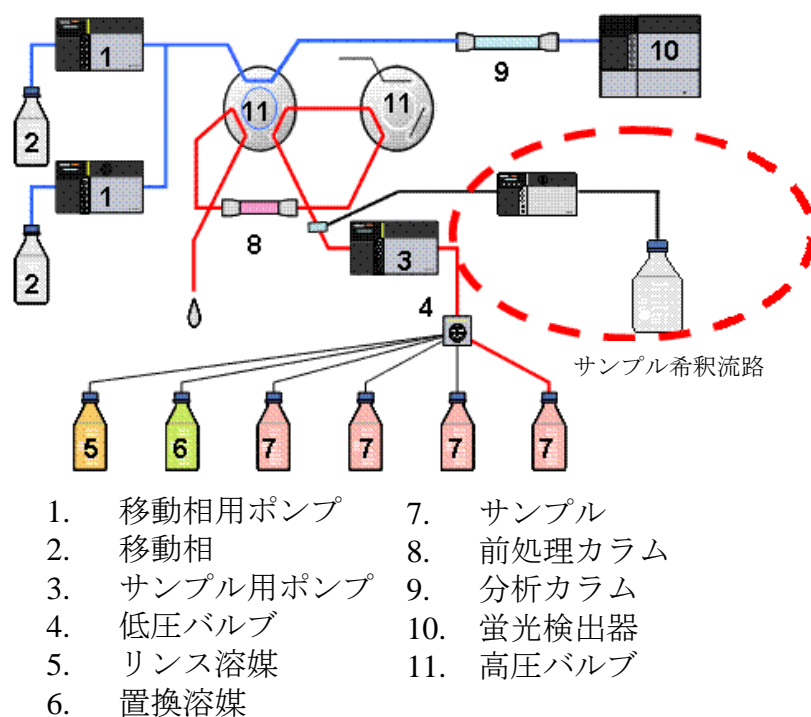 1
10
9
11
11
2
1
8
3
2
4
サンプル希釈流路
5
6
7
7
7
7
1. 移動相用ポンプ
2. 移動相
3. サンプル用ポンプ
4. 低圧バルブ
5. リンス溶媒
6. 置換溶媒
7. サンプル
8. 前処理カラム
9. 分析カラム
10. 蛍光検出器
11. 高圧バルブ